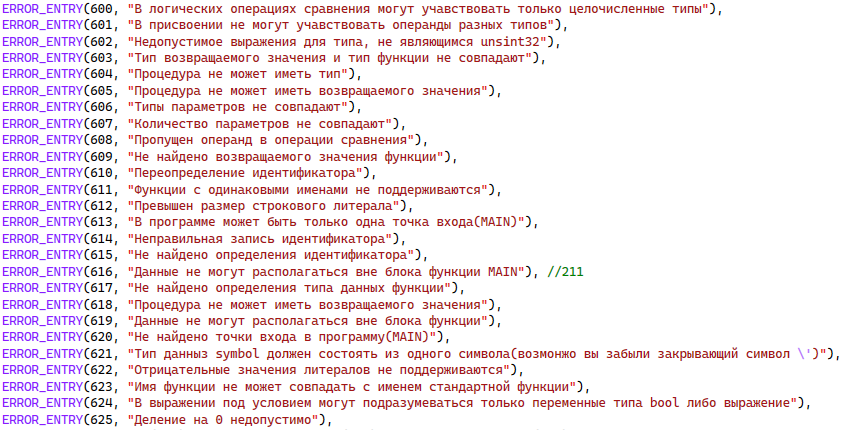 ERROR_ENTRY(600, "В логических операциях сравнения могут учавствовать только целочисленные типы"),
ERROR_ENTRY(601, "В присвоении не могут учавствовать операнды разных типов"),
ERROR_ENTRY(602, "Недопустимое выражения для типа, не являющимся unsint32"),
ERROR_ENTRY(603, "Тип возвращаемого значения и тип функции не совпадают"),
ERROR_ENTRY(604, "Процедура не может иметь тип"),
ERROR_ENTRY(605, "Процедура не может иметь возвращаемого значения"),
ERROR_ENTRY(606, "Типы параметров не совпадают"),
ERROR_ENTRY(607, "Количество параметров не совпадают"),
ERROR_ENTRY(608, "Пропущен операнд в операции сравнения"),
ERROR_ENTRY(609, "Не найдено возвращаемого значения функции"),
ERROR_ENTRY(610, "Переопределение идентификатора"),
ERROR_ENTRY(611, "Функции с одинаковыми именами не поддерживаются"),
ERROR_ENTRY(612, "Превышен размер строкового литерала"),
ERROR_ENTRY(613, "В программе может быть только одна точка входа(MAIN)"),
ERROR_ENTRY(614, "Неправильная запись идентификатора"),
ERROR_ENTRY(615, "Не найдено определения идентификатора"),
ERROR_ENTRY(616, "Данные не могут располагаться вне блока функции MAIN"), //211
ERROR_ENTRY(617, "Не найдено определения типа данных функции"),
ERROR_ENTRY(618, "Процедура не может иметь возвращаемого значения"),
ERROR_ENTRY(619, "Данные не могут располагаться вне блока функции"),
ERROR_ENTRY(620, "Не найдено точки входа в программу(MAIN)"),
ERROR_ENTRY(621, "Тип данныз symbol должен состоять из одного символа(возмонжо вы забыли закрывающий символ \')"),
ERROR_ENTRY(622, "Отрицательные значения литералов не поддерживаются"),
ERROR_ENTRY(623, "Имя функции не может совпадать с именем стандартной функции"),
ERROR_ENTRY(624, "В выражении под условием могут подразумеваться только переменные типа bool либо выражение"),
ERROR_ENTRY(625, "Деление на 0 недопустимо"),